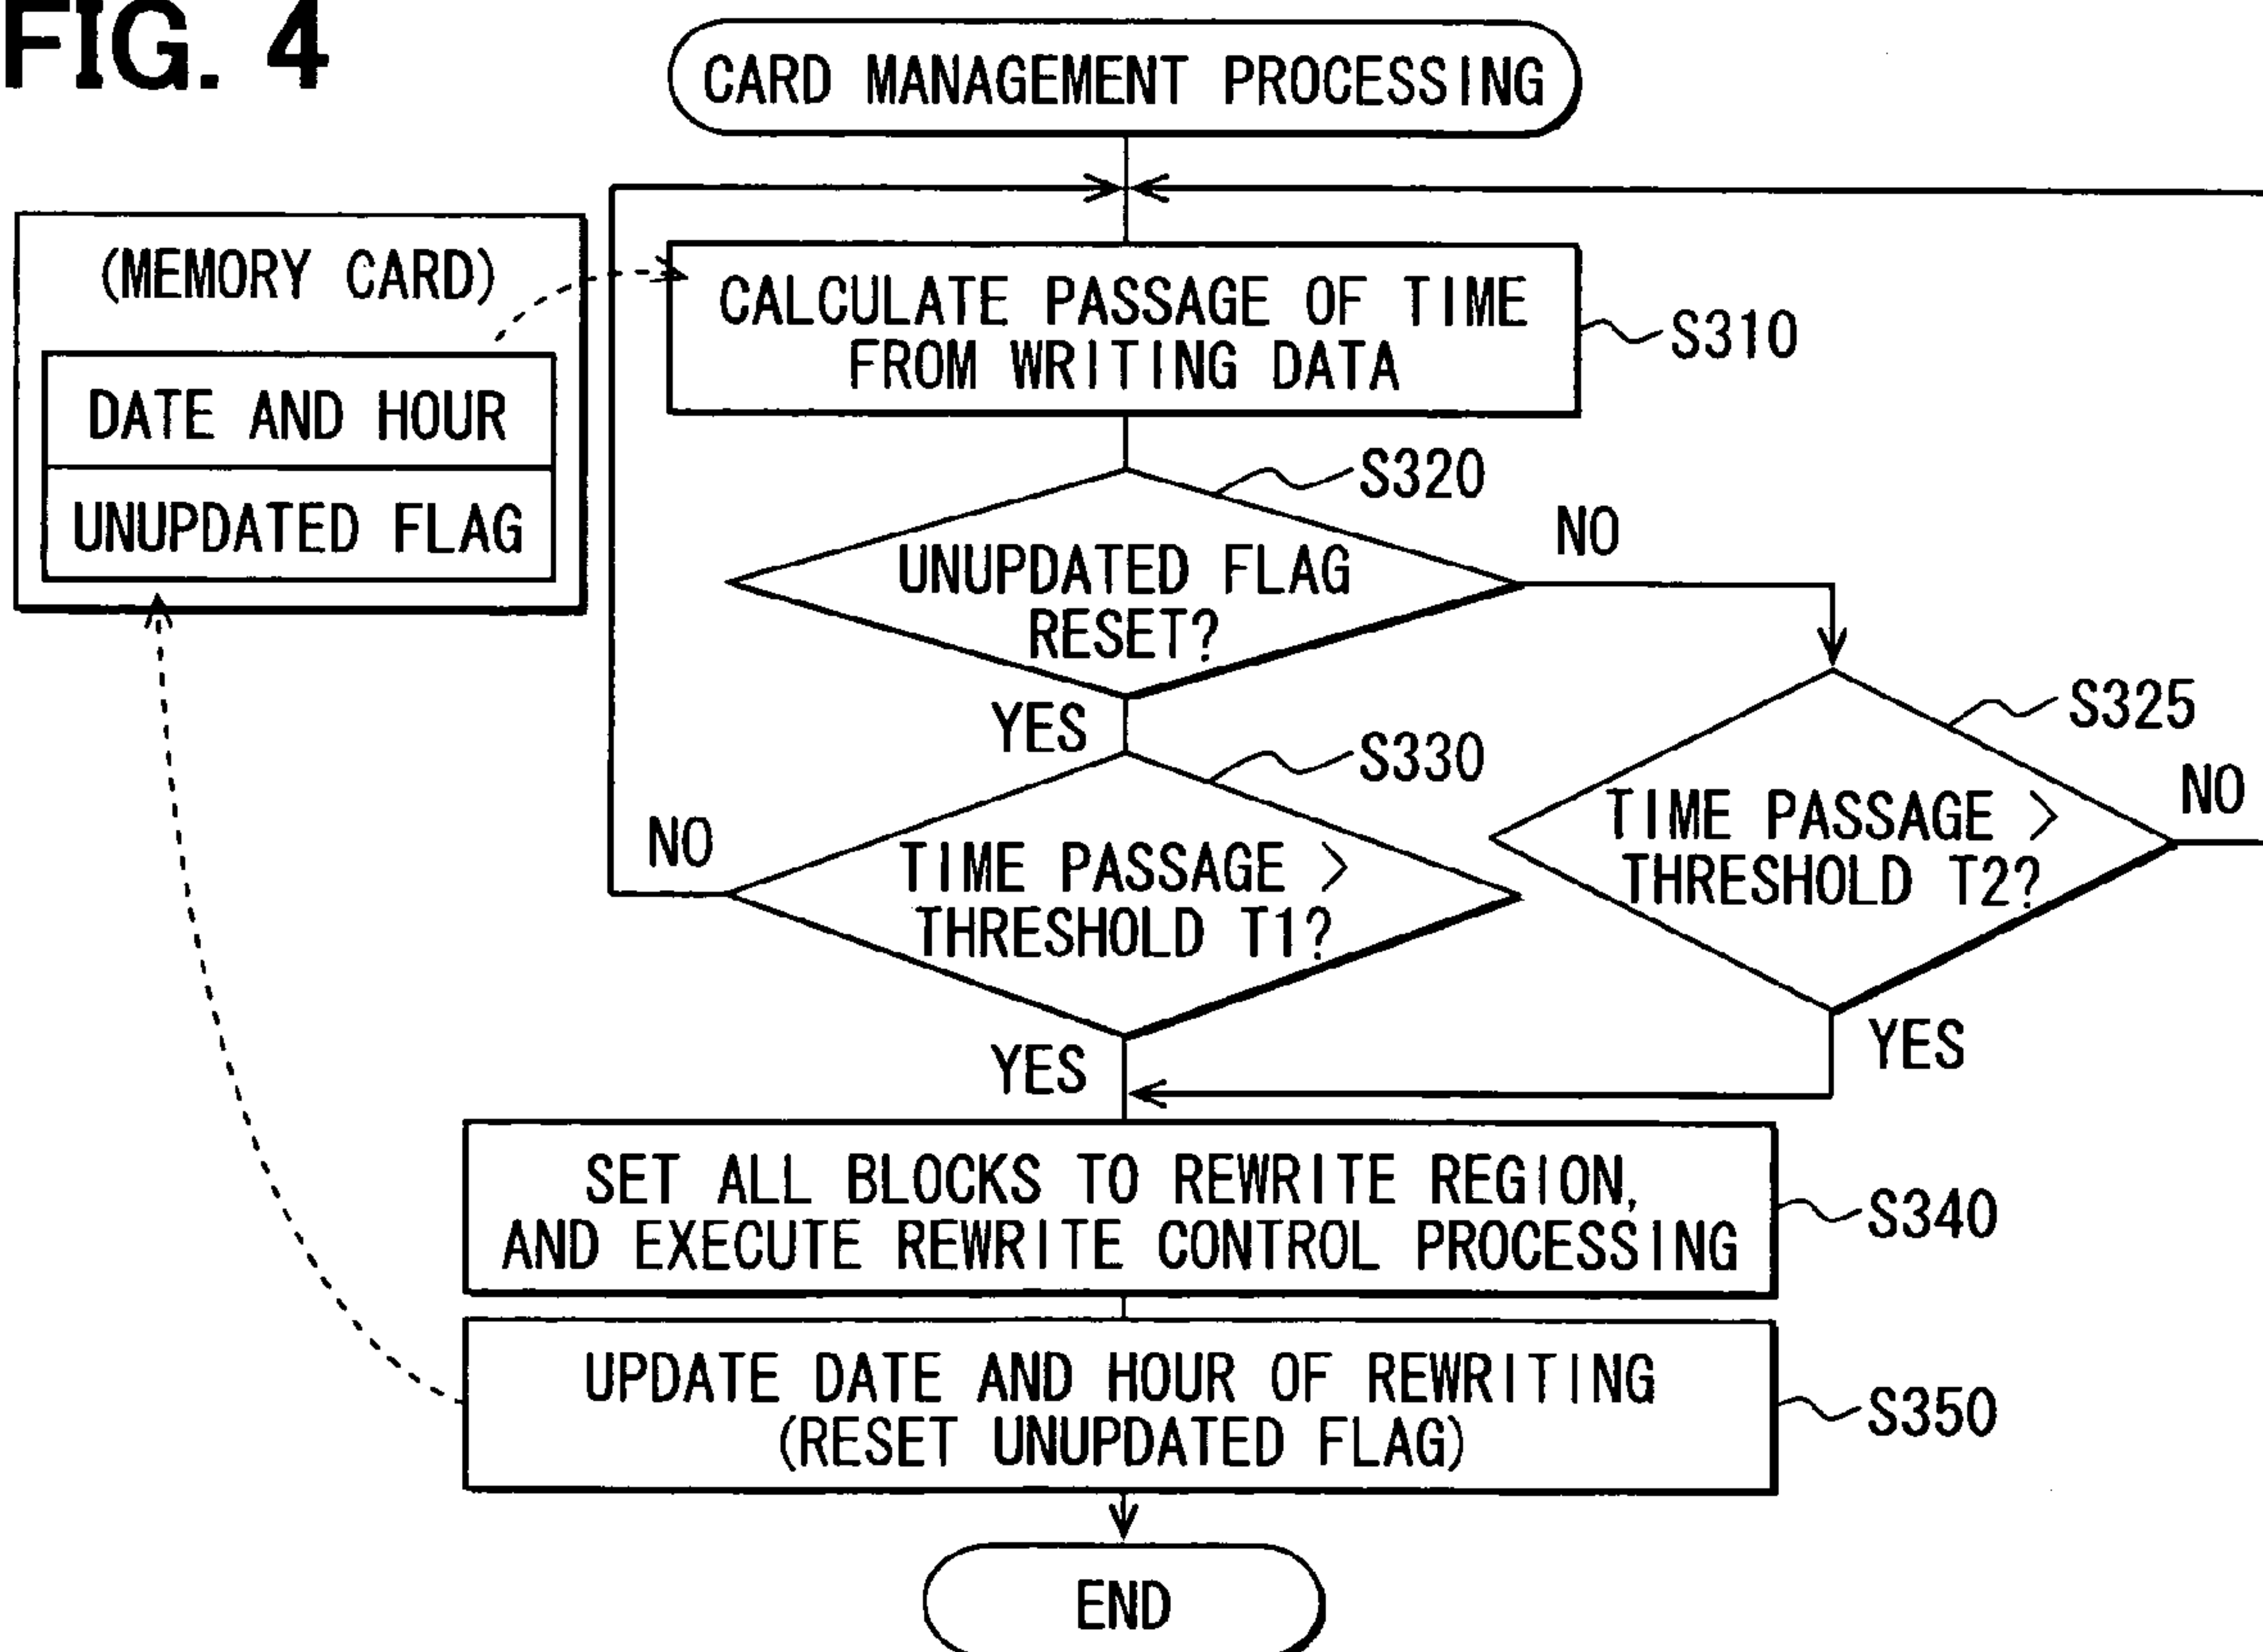 FIG. 4
CARD MANAGEMENT PROCESSING
(MEMORY CARD)
DATE AND HOUR
UNUPDATED FLAG
CALCULATE PASSAGE OF TIME
FROM WRITING DATA
S310
S320
UNUPDATED FLAG
RESET?
NO
YES
S325
TIME PASSAGE >
THRESHOLD T2?
NO
YES
S330
TIME PASSAGE >
THRESHOLD T1?
NO
YES
SET ALL BLOCKS TO REWRITE REGION,
AND EXECUTE REWRITE CONTROL PROCESSING
S340
UPDATE DATE AND HOUR OF REWRITING
(RESET UNUPDATED FLAG)
S350
END